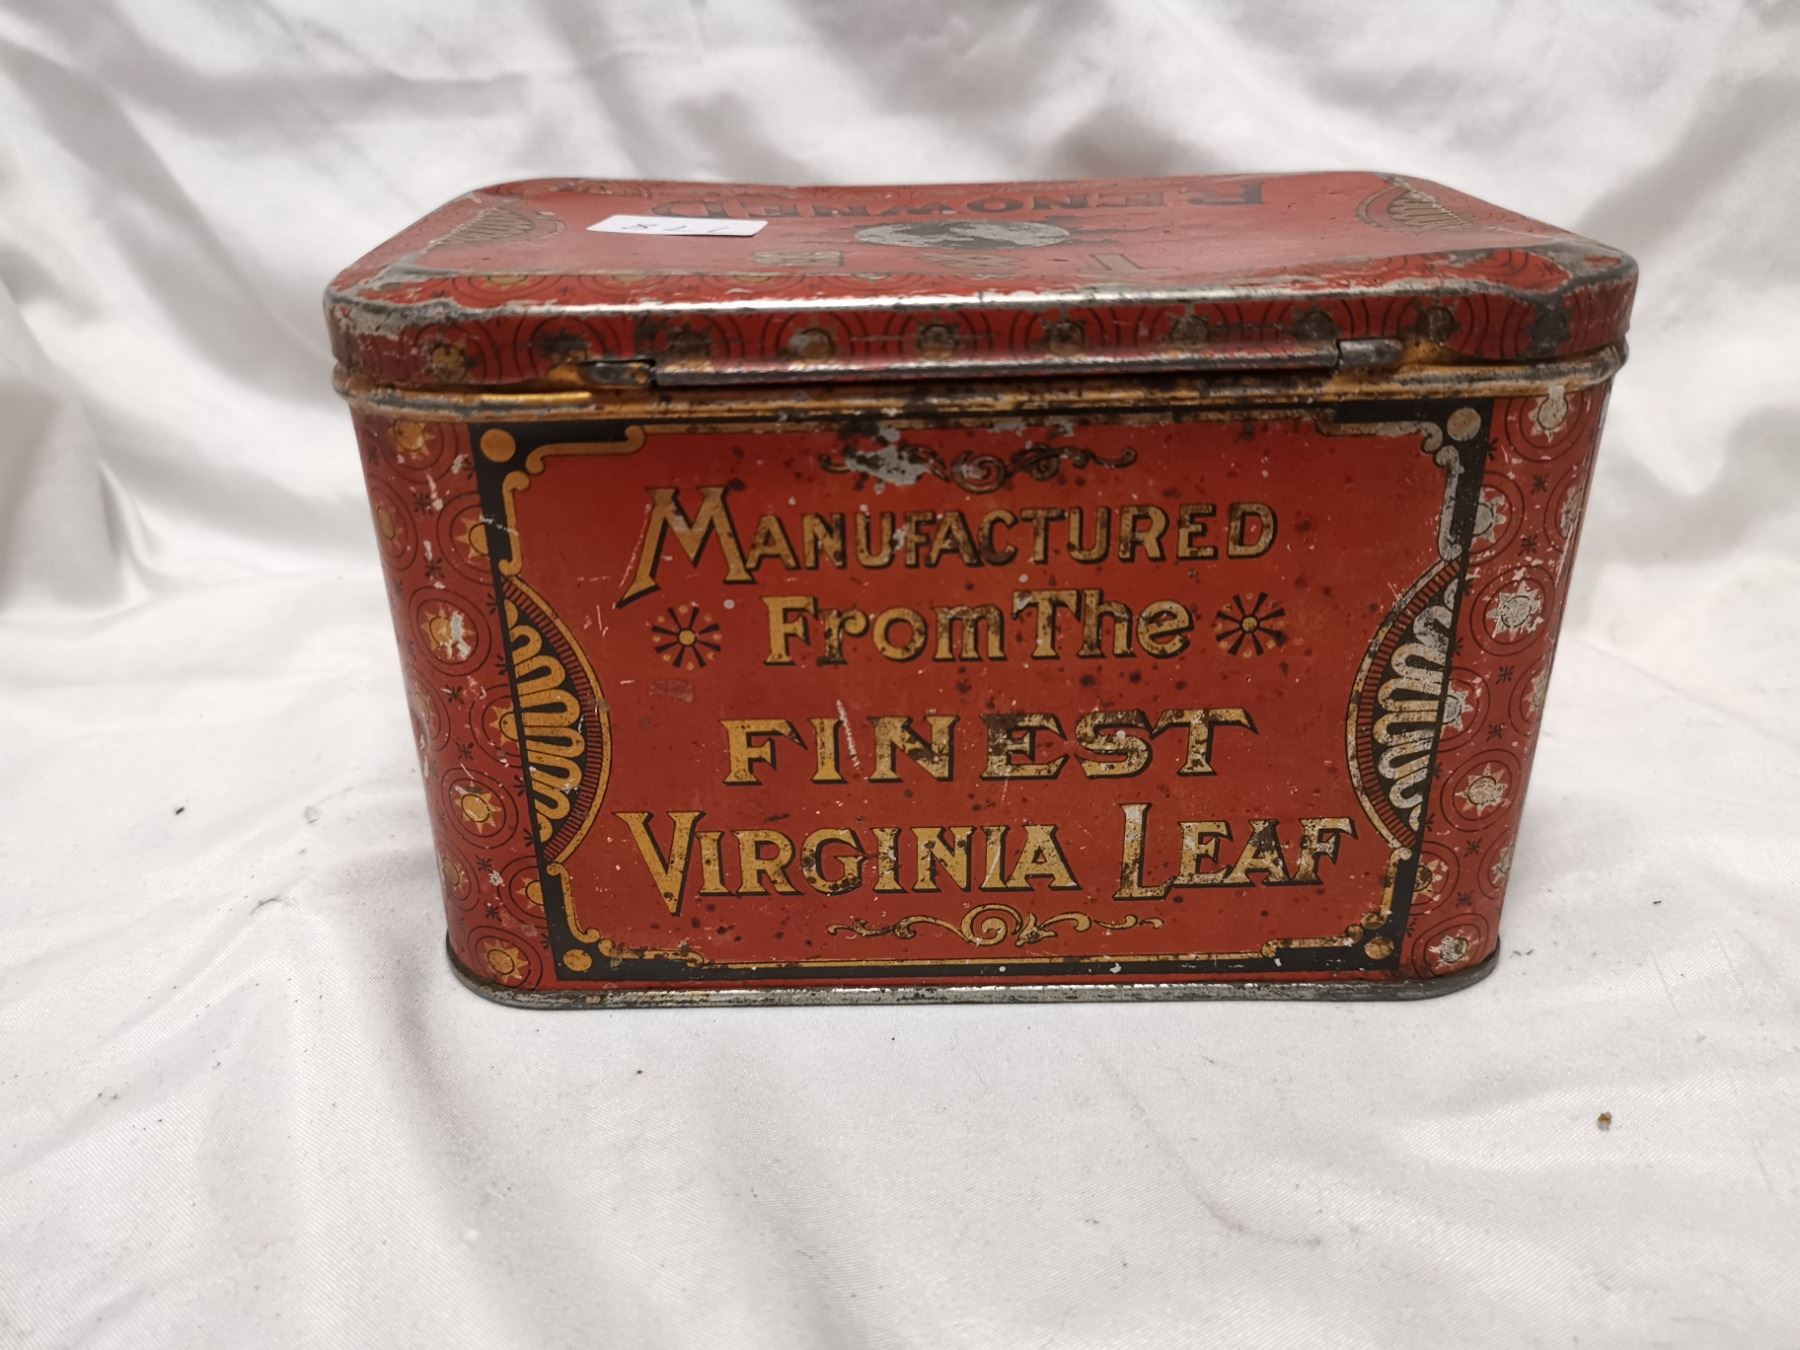 RENOWNED
MANUFACTURED
From The
FINEST
VIRGINIA LEAF